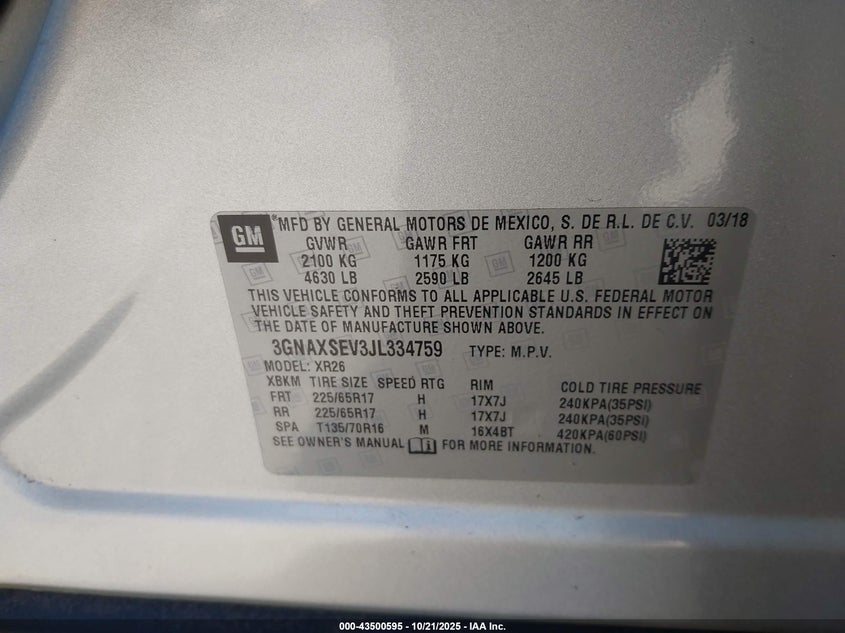 GM *MFD BY GENERAL MOTORS DE MEXICO, S. DE R.L. DE C.V. 03/18
GVWR GAWR FRT GAWR RR
2100 KG 1175 KG 1200 KG
4630 LB 2590 LB 2645 LB
THIS VEHICLE CONFORMS TO ALL APPLICABLE U.S. FEDERAL MOTOR
VEHICLE SAFETY AND THEFT PREVENTION STANDARDS IN EFFECT ON
THE DATE OF MANUFACTURE SHOWN ABOVE.
3GNAXSEV3JL334759 TYPE: M.P.V.
MODEL: XR26
XBKM TIRE SIZE SPEED RTG RIM COLD TIRE PRESSURE
FRT 225/65R17 H 17X7J 240KPA(35PSI)
RR 225/65R17 H 17X7J 240KPA(35PSI)
SPA T135/70R16 M 16X4BT 420KPA(60PSI)
SEE OWNER'S MANUAL FOR MORE INFORMATION.
000-43500595 - 10/21/2025 - IAA Inc.